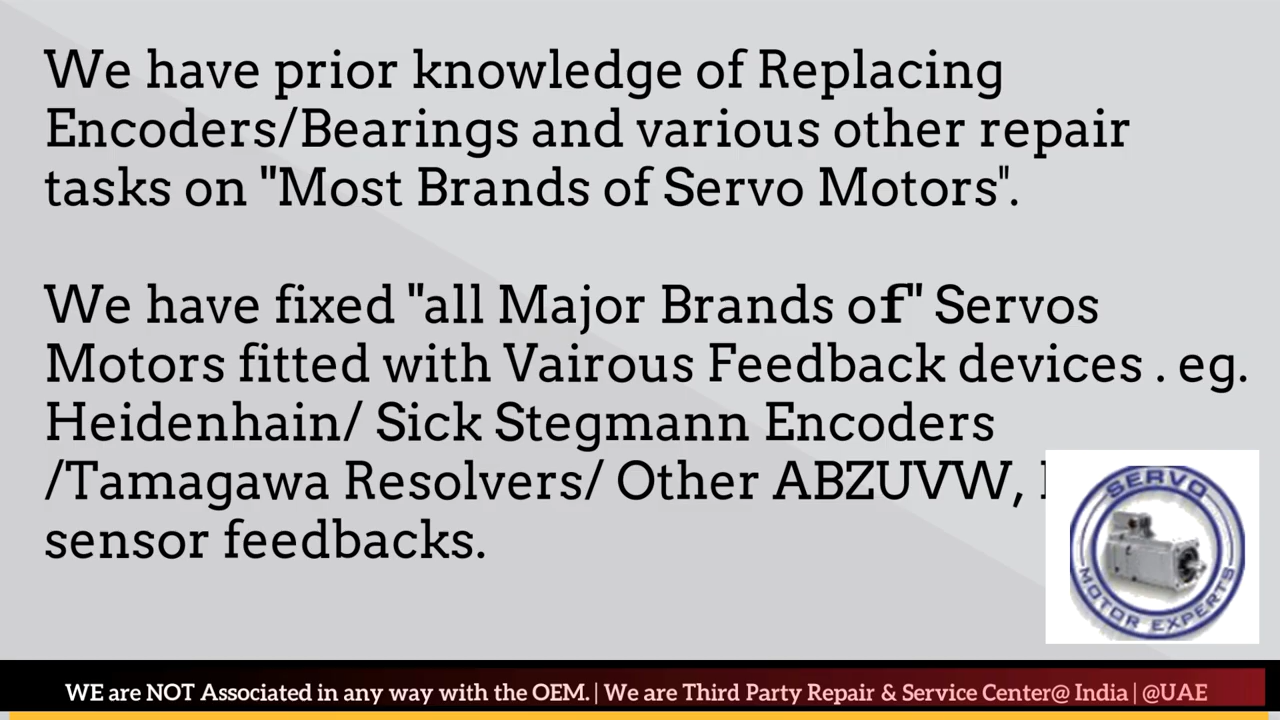 We have prior knowledge of Replacing
Encoders/Bearings and various other repair
tasks on "Most Brands of Servo Motors".
We have fixed "all Major Brands of" Servos
Motors fitted with Vairous Feedback devices . eg.
Heidenhain/ Sick Stegmann Encoders
/Tamagawa Resolvers/ Other ABZUVW,
sensor feedbacks.
SERVO
MOTOR EXPERTS
WE are NOT Associated in any way with the OEM. | We are Third Party Repair & Service Center@ India | @UAE